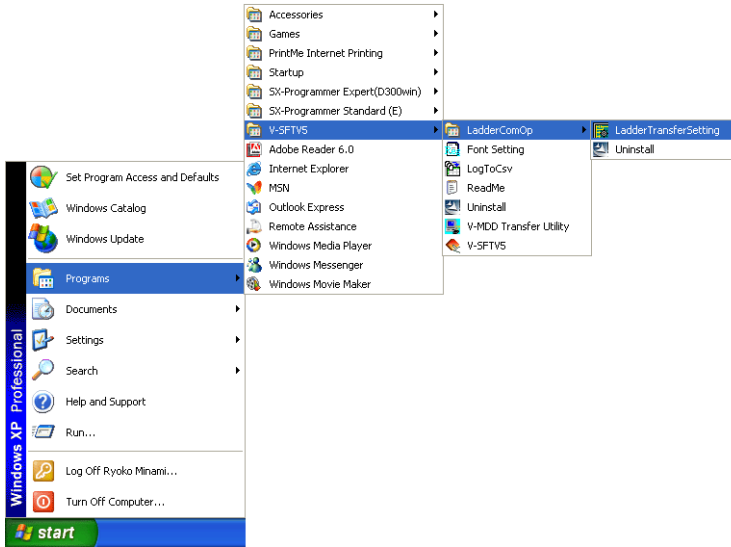 Accessories
Games
PrintMe Internet Printing
Startup
SX-Programmer Expert(D300win)
SX-Programmer Standard (E)
V-SFTV5
Adobe Reader 6.0
Internet Explorer
MSN
Outlook Express
Remote Assistance
Windows Media Player
Windows Messenger
Windows Movie Maker
LadderComOp
Font Setting
LogToCsv
ReadMe
Uninstall
V-MDD Transfer Utility
V-SFTV5
LadderTransferSetting
Uninstall
Set Program Access and Defaults
Windows Catalog
Windows Update
Programs
Documents
Settings
Search
Help and Support
Run...
Log Off Ryoko Minami...
Turn Off Computer...
Windows XP Professional
start